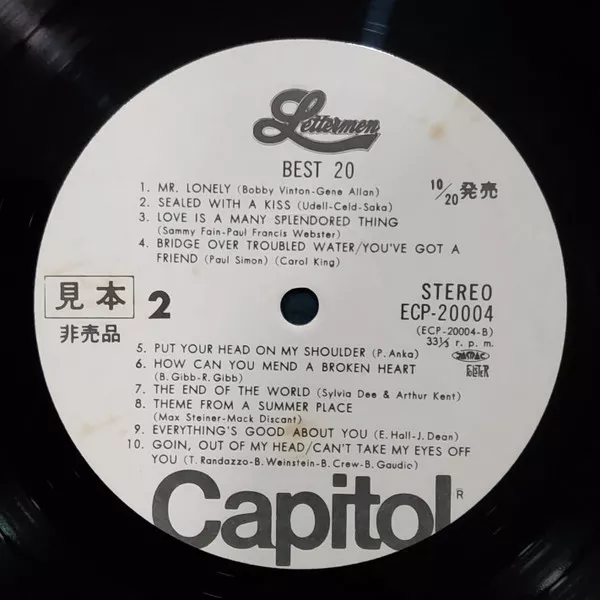 Lettermen
BEST 20
1. MR. LONELY (Bobby Vinton-Gene Allan)
2. SEALED WITH A KISS (Udell-Celd-Saka)
3. LOVE IS A MANY SPLENDORED THING
(Sammy Fain-Paul Francis Webster)
4. BRIDGE OVER TROUBLED WATER/YOU'VE GOT A
FRIEND (Paul Simon) (Carol King)
10/20 発売
見本 2
非売品
STEREO
ECP-20004
(ECP-20004-B)
33⅓ r. p. m.
JASRAC
POLYSTER
5. PUT YOUR HEAD ON MY SHOULDER (P. Anka)
6. HOW CAN YOU MEND A BROKEN HEART
(B. Gibb-R. Gibb)
7. THE END OF THE WORLD (Sylvia Dee & Arthur Kent)
8. THEME FROM A SUMMER PLACE
(Max Steiner-Mack Discant)
9. EVERYTHING'S GOOD ABOUT YOU (E. Hall-J. Dean)
10. GOIN, OUT OF MY HEAD/CAN'T TAKE MY EYES OFF
YOU (T. Randazzo-B. Weinstein-B. Crew-B. Gaudio)
Capitol®